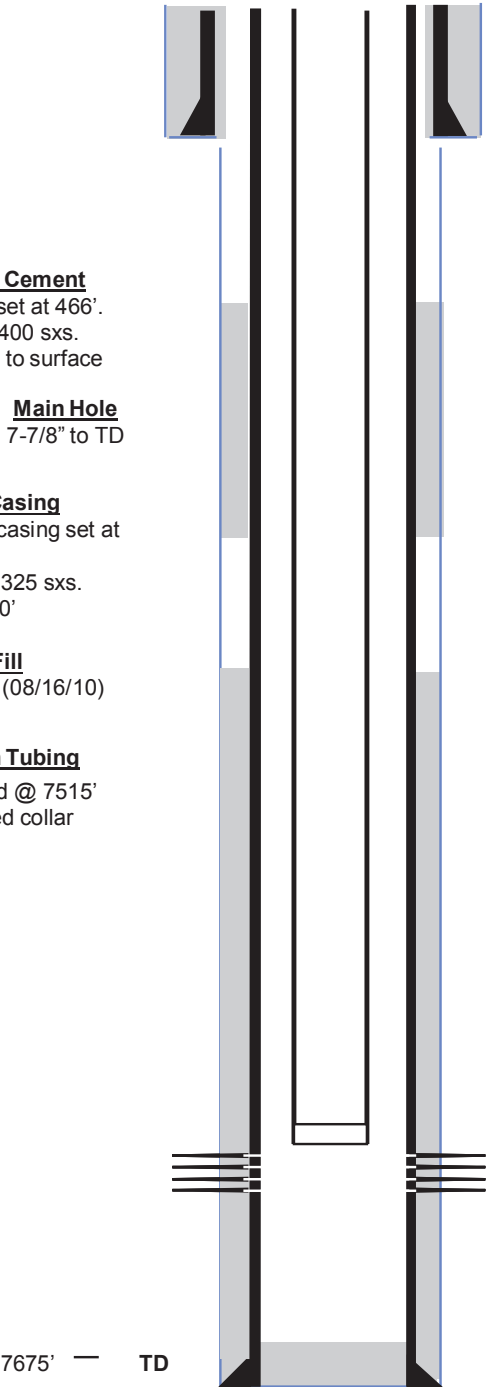 Cement
set at 466’.
400 sxs.
to surface
Main Hole
7-7/8” to TD
Casing
casing set at
325 sxs.
0’
Fill
(08/16/10)
Tubing
@ 7515’
collar
7675’ — TD